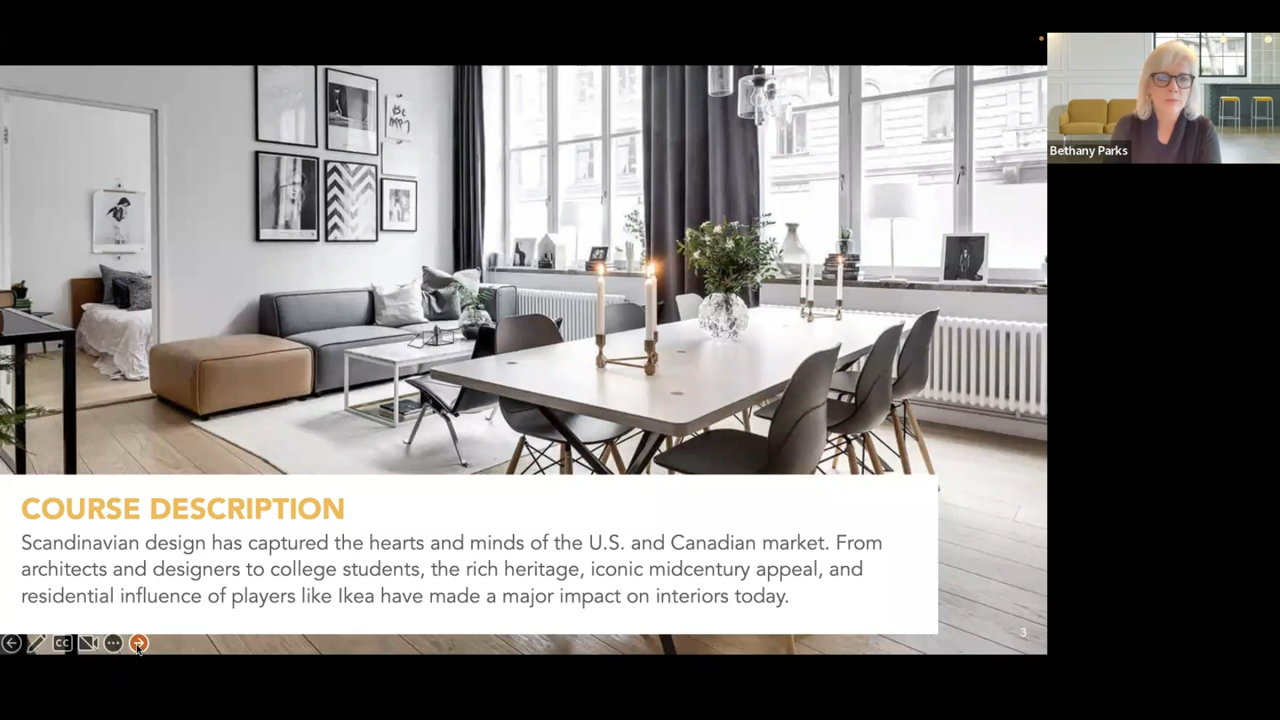 Bethany Parks
COURSE DESCRIPTION
Scandinavian design has captured the hearts and minds of the U.S. and Canadian market. From
architects and designers to college students, the rich heritage, iconic midcentury appeal, and
residential influence of players like Ikea have made a major impact on interiors today.
CC
3